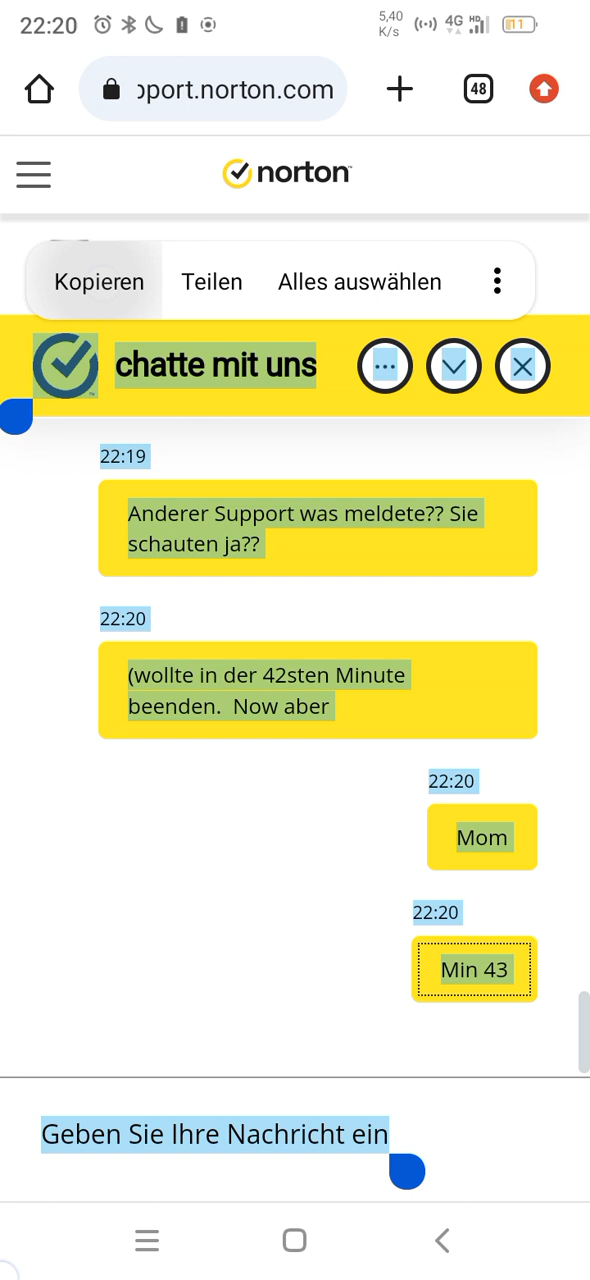 22:20
5,40
K/s
4G
HD
11
pport.norton.com
48
norton
Kopieren Teilen Alles auswählen
chatte mit uns
22:19
Anderer Support was meldete?? Sie
schauten ja??
22:20
(wollte in der 42sten Minute
beenden. Now aber
22:20
Mom
22:20
Min 43
Geben Sie Ihre Nachricht ein